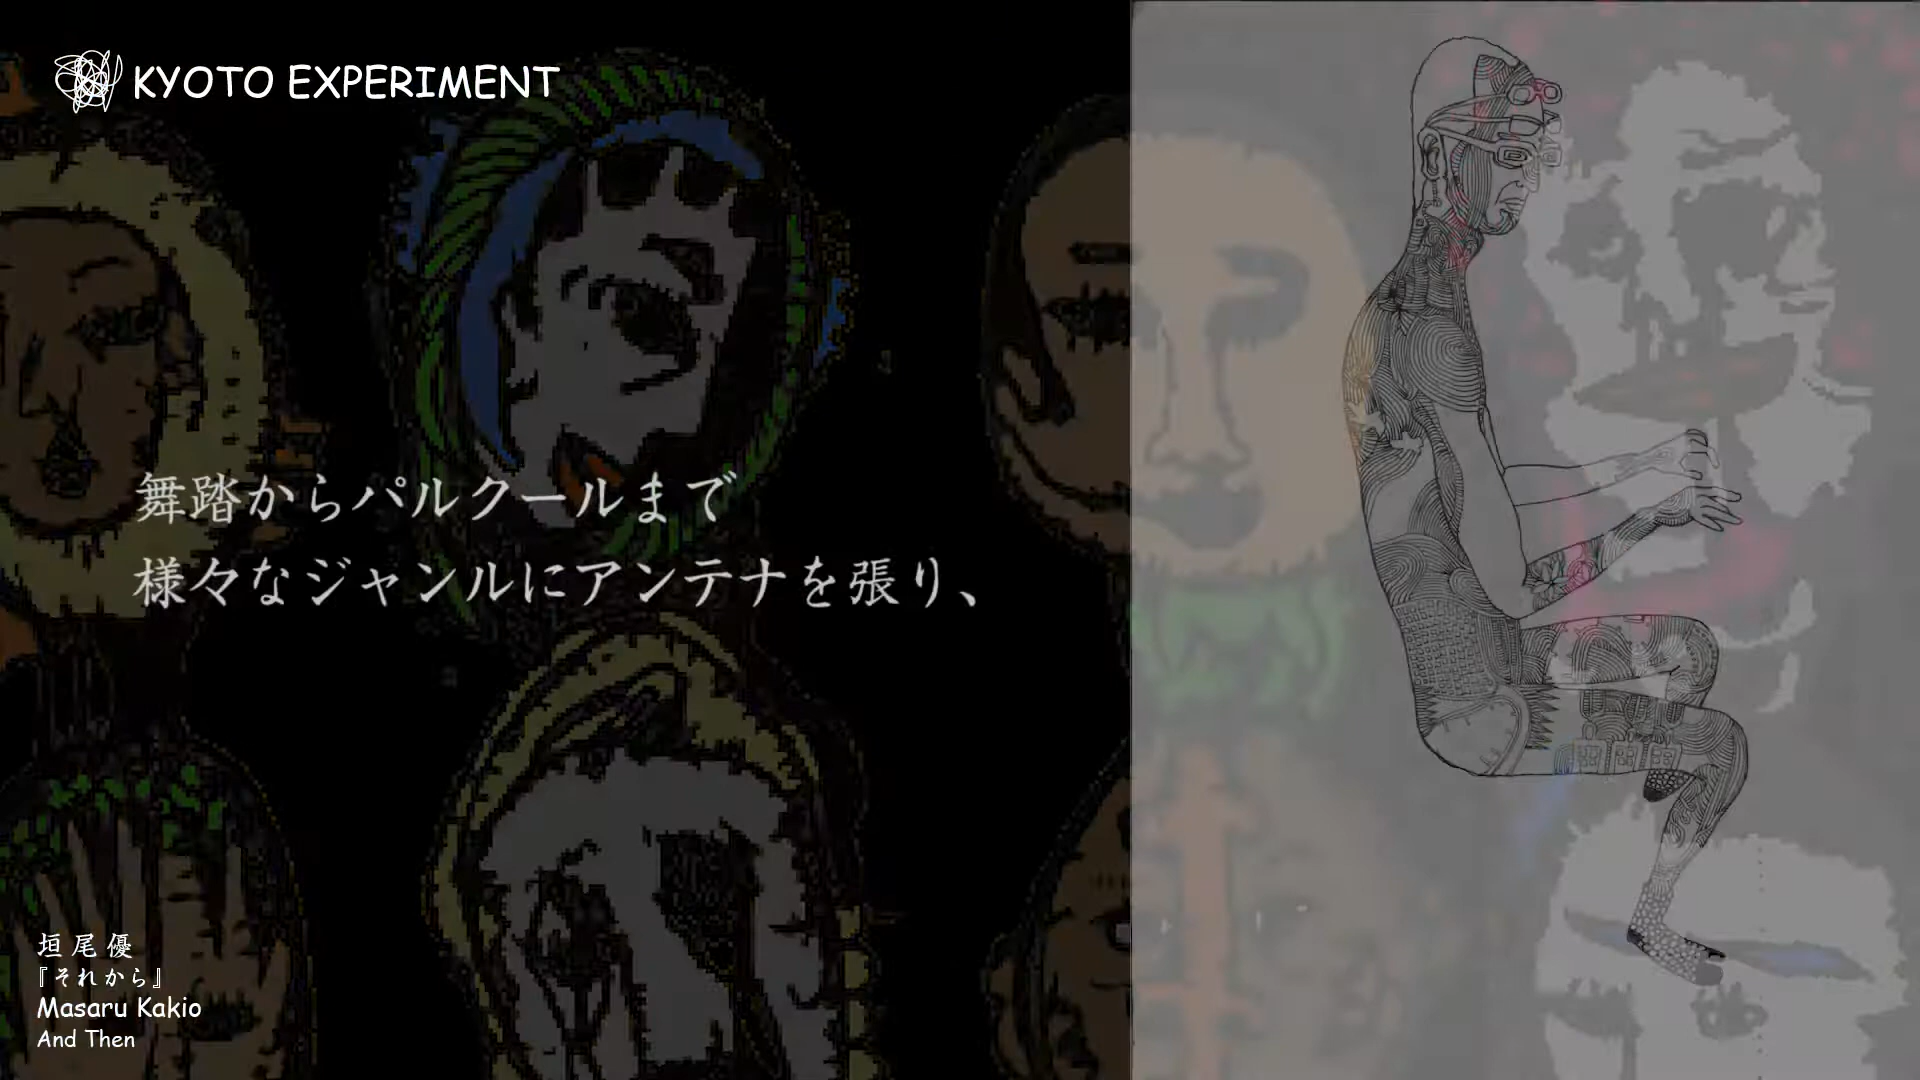 KYOTO EXPERIMENT
舞踏からパルクールまで
様々なジャンルにアンテナを張り、
垣尾優
『それから』
Masaru Kakio
And Then